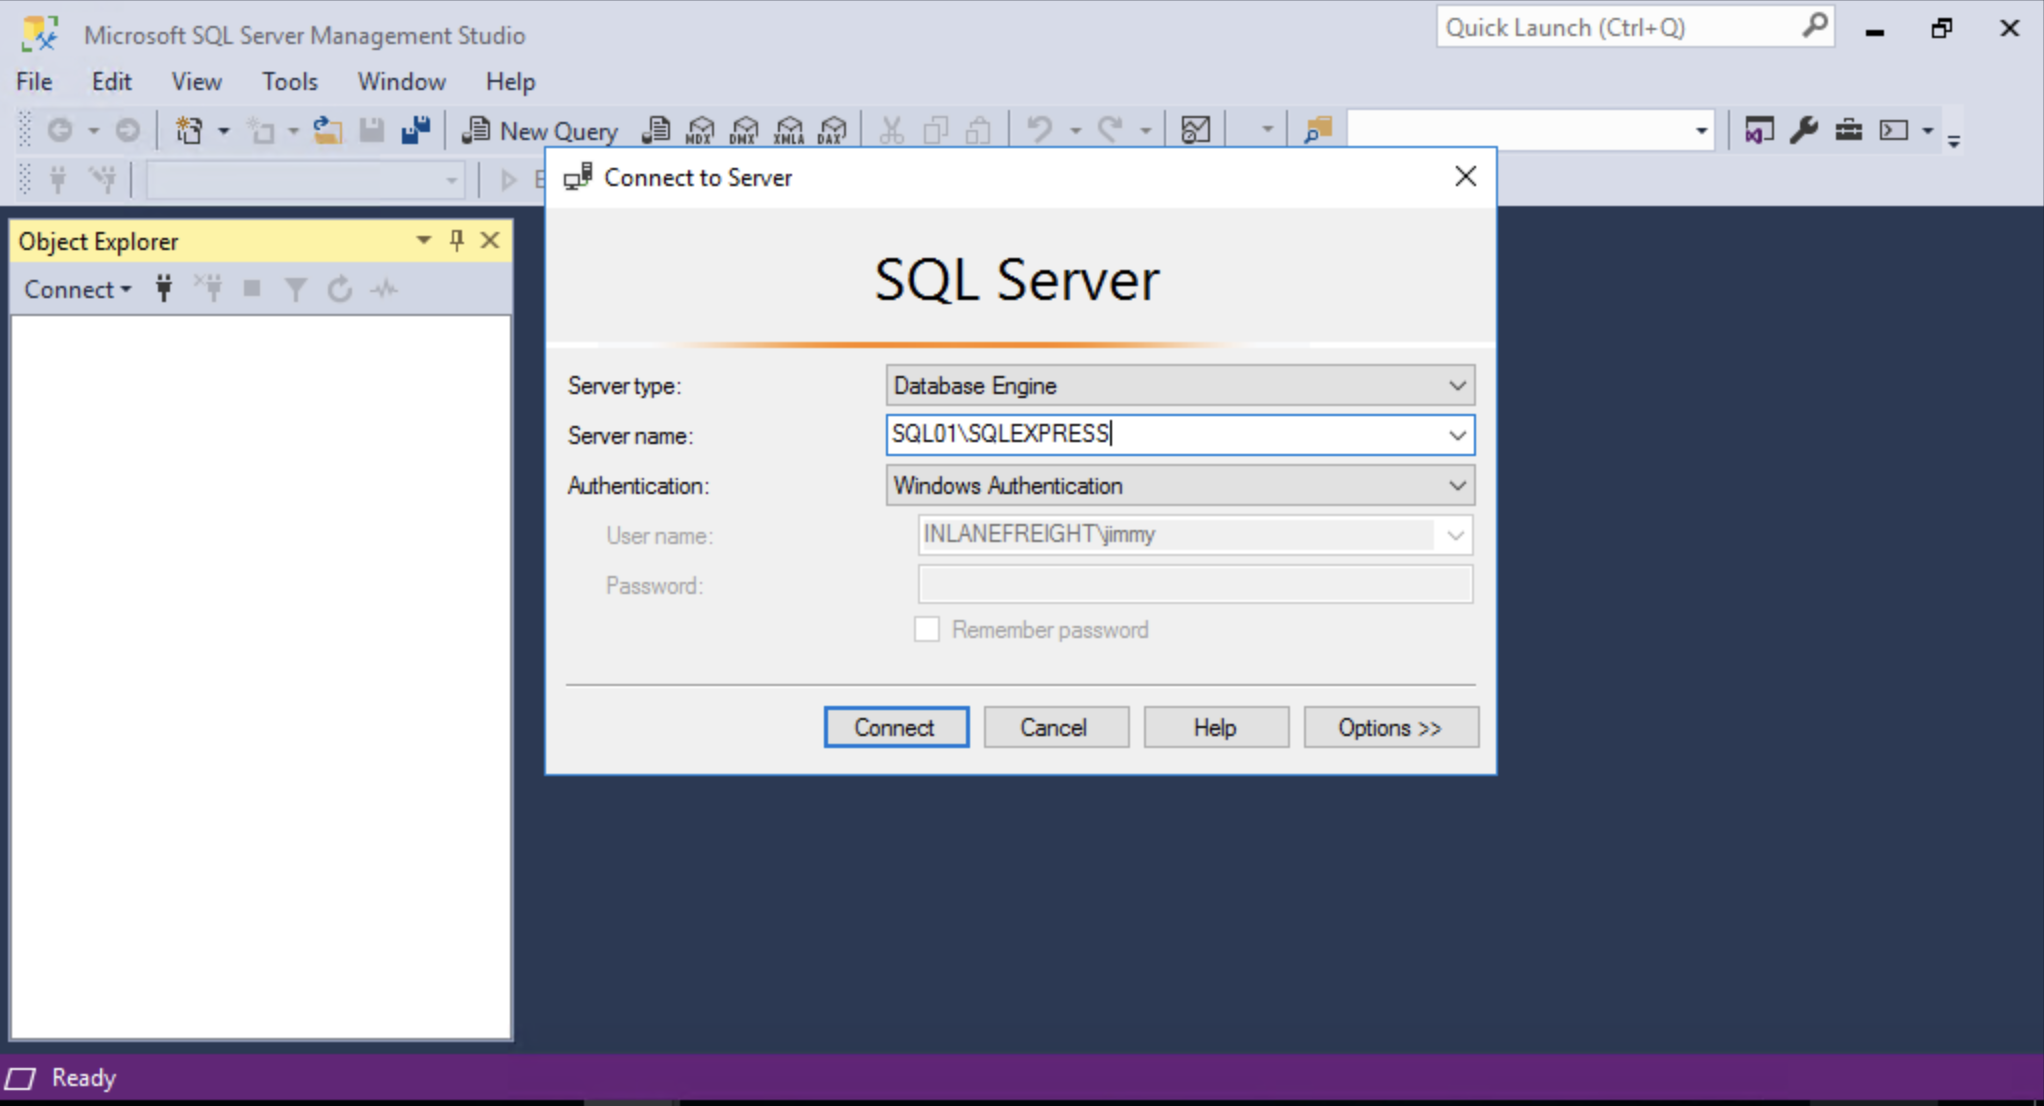 Microsoft SQL Server Management Studio
Quick Launch (Ctrl+Q)
File Edit View Tools Window Help
New Query MDX DMX XMLA DAX
E
Connect to Server
Object Explorer
Connect
SQL Server
Server type: Database Engine
Server name: SQL01\SQLEXPRESS
Authentication: Windows Authentication
User name: INLANEFREIGHT\jimmy
Password:
Remember password
Connect Cancel Help Options >>
Ready